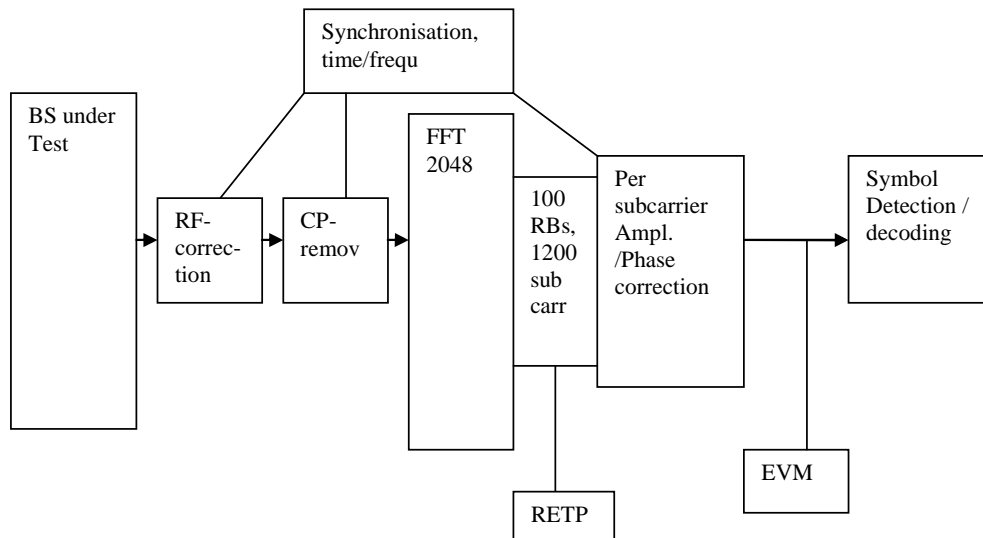 Synchronisation,
time/frequ
BS under
Test
FFT
2048
RF-
correc-
tion
CP-
remov
100
RBs,
1200
sub
carr
Per
subcarrier
Ampl.
/Phase
correction
Symbol
Detection /
decoding
EVM
RETP